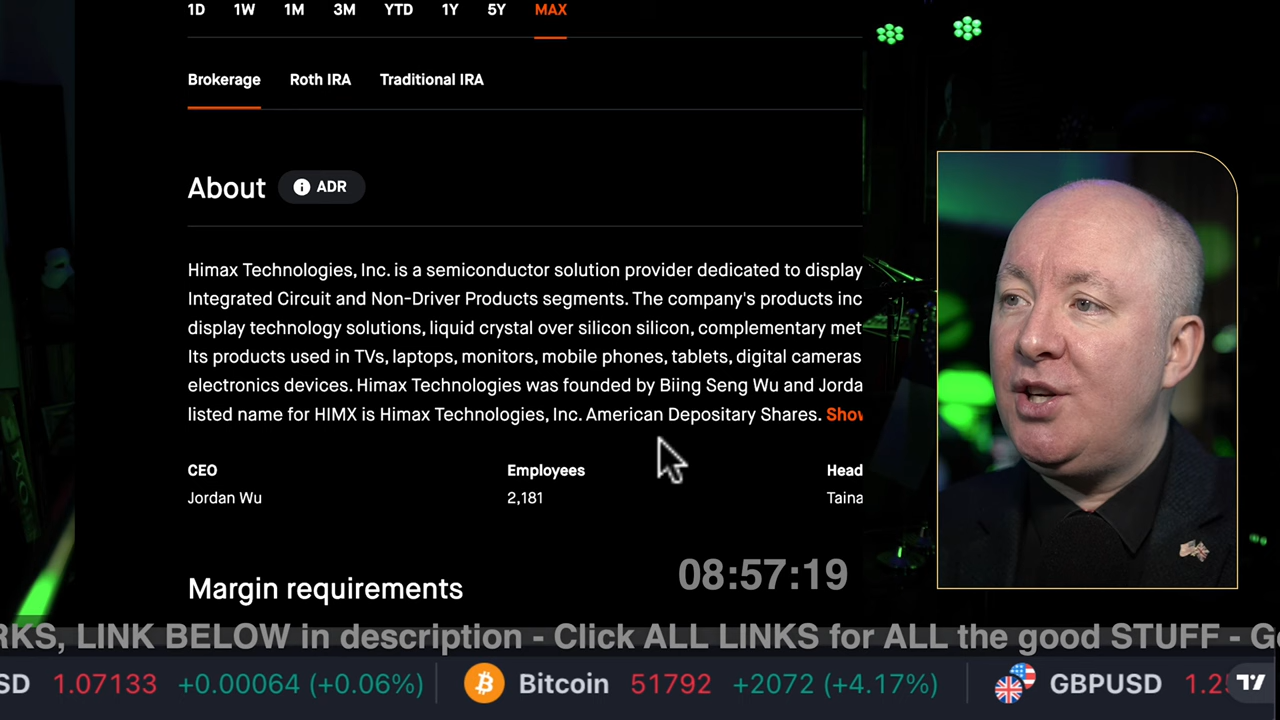 1D 1W 1M 3M YTD 1Y 5Y MAX
Brokerage Roth IRA Traditional IRA
About ADR
Himax Technologies, Inc. is a semiconductor solution provider dedicated to display
Integrated Circuit and Non-Driver Products segments. The company's products inc
display technology solutions, liquid crystal over silicon silicon, complementary met
Its products used in TVs, laptops, monitors, mobile phones, tablets, digital cameras
electronics devices. Himax Technologies was founded by Biing Seng Wu and Jorda
listed name for HIMX is Himax Technologies, Inc. American Depositary Shares. Show
CEO Employees Head
Jordan Wu 2,181 Taina
Margin requirements
08:57:19
RKS, LINK BELOW in description - Click ALL LINKS for ALL the good STUFF - Go
SD 1.07133 +0.00064 (+0.06%) Bitcoin 51792 +2072 (+4.17%) GBPUSD 1.25